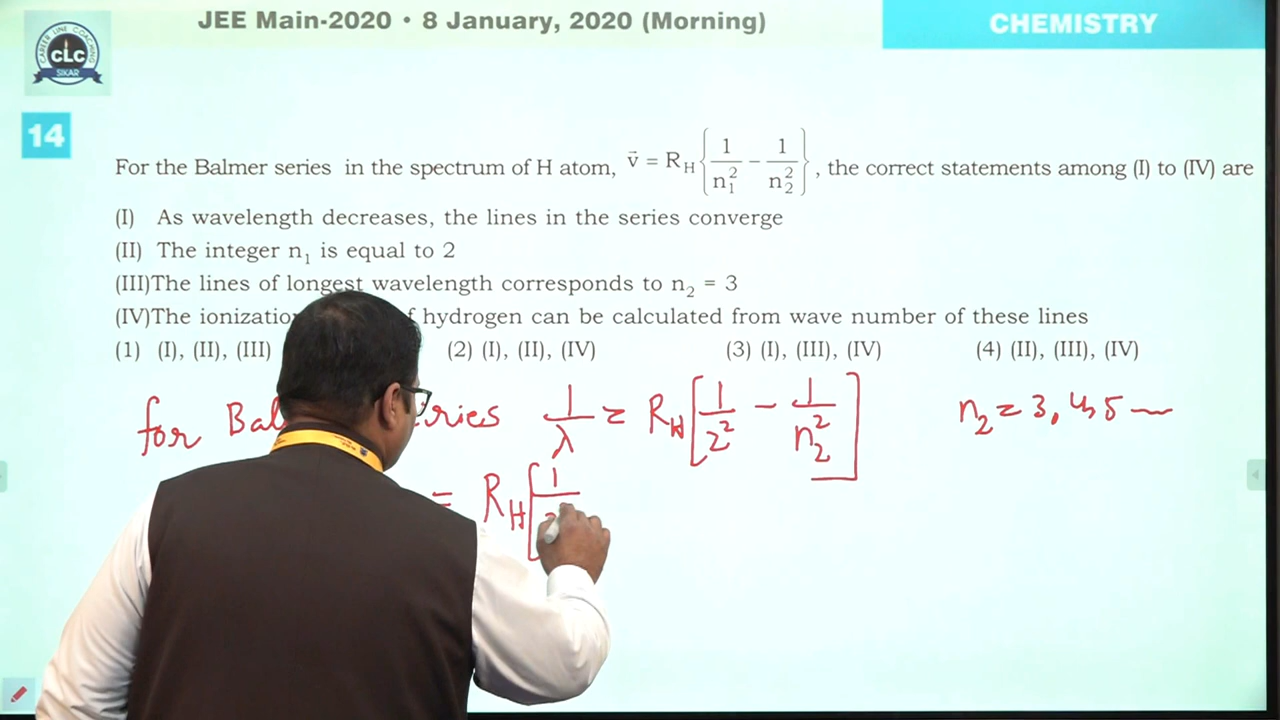 JEE Main-2020 • 8 January, 2020 (Morning)
CHEMISTRY
CAREER LINE COACHING
CLC
SIKAR
14
For the Balmer series in the spectrum of H atom, v̄ = R_H {1/n₁² − 1/n₂²}, the correct statements among (I) to (IV) are
(I) As wavelength decreases, the lines in the series converge
(II) The integer n₁ is equal to 2
(III)The lines of longest wavelength corresponds to n₂ = 3
(IV)The hydrogen can be calculated from wave number of these lines
(1) (I), (II), (III) (2) (I), (II), (IV) (3) (I), (III), (IV) (4) (II), (III), (IV)
for 1/λ = R_H [1/2² − 1/n₂²] n₂ = 3, 4, 5
= R_H [1/